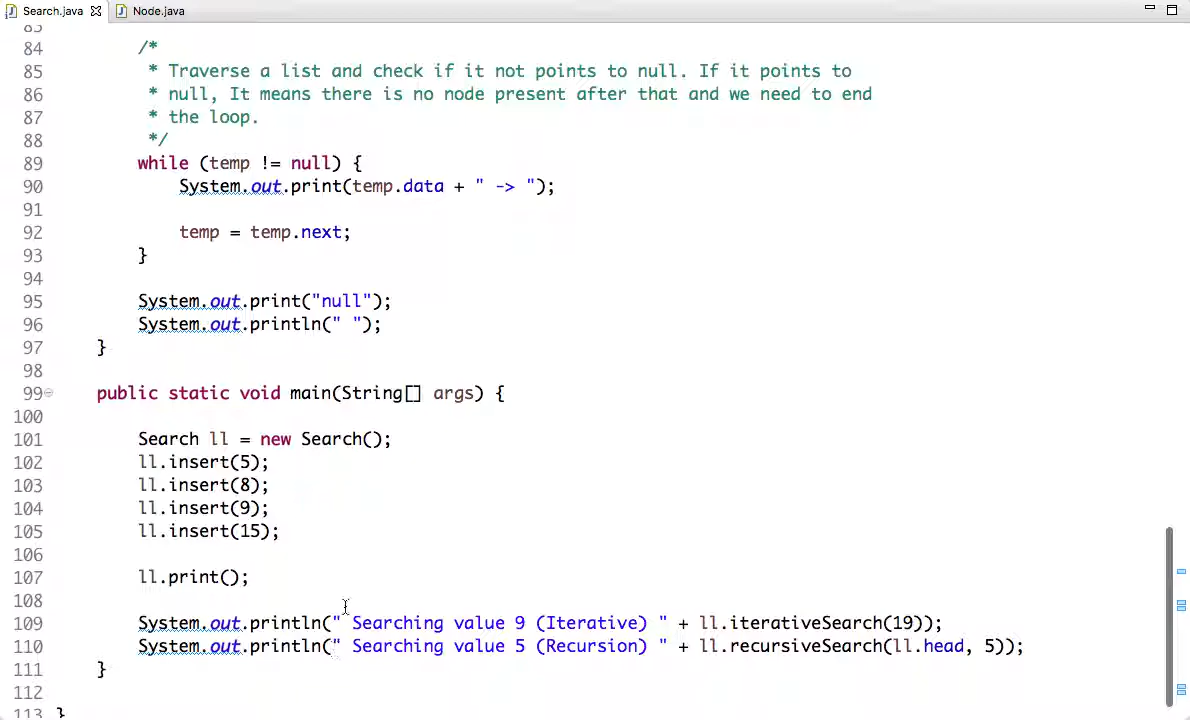 Search.java Node.java
83
84 /*
85 * Traverse a list and check if it not points to null. If it points to
86 * null, It means there is no node present after that and we need to end
87 * the loop.
88 */
89 while (temp != null) {
90 System.out.print(temp.data + " -> ");
91
92 temp = temp.next;
93 }
94
95 System.out.print("null");
96 System.out.println(" ");
97 }
98
99 public static void main(String[] args) {
100
101 Search ll = new Search();
102 ll.insert(5);
103 ll.insert(8);
104 ll.insert(9);
105 ll.insert(15);
106
107 ll.print();
108
109 System.out.println(" Searching value 9 (Iterative) " + ll.iterativeSearch(19));
110 System.out.println(" Searching value 5 (Recursion) " + ll.recursiveSearch(ll.head, 5));
111 }
112
113 }